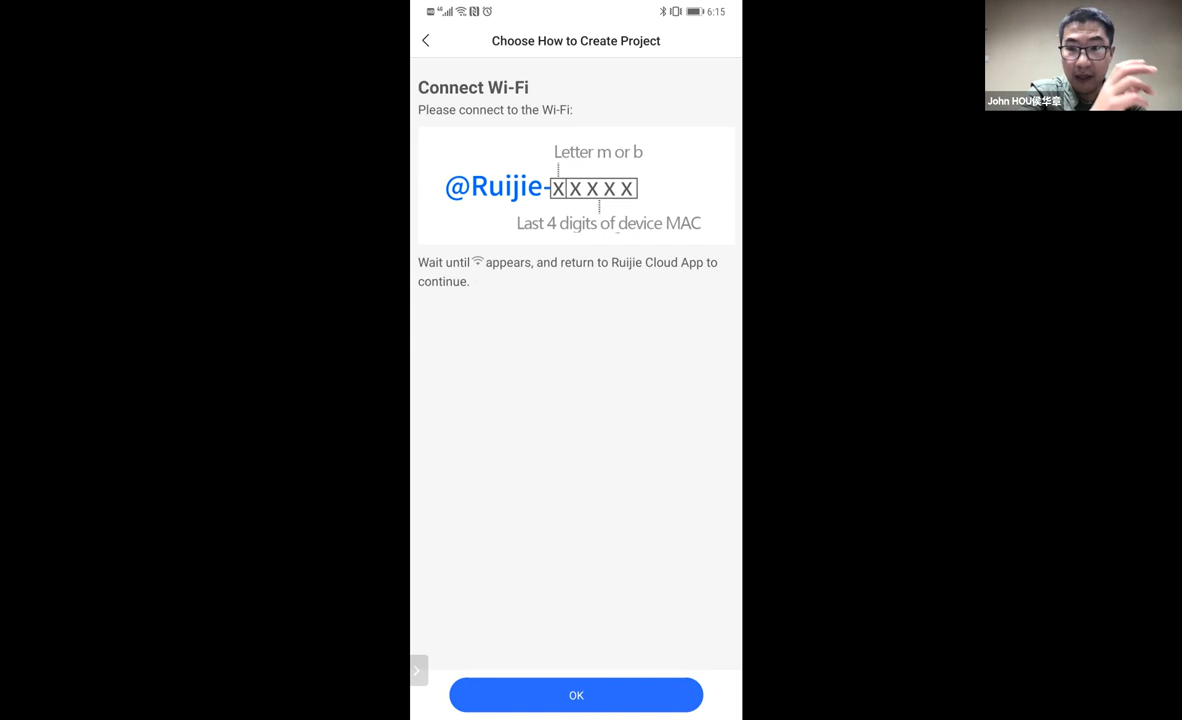 HD 4G 6:15
Choose How to Create Project
Connect Wi-Fi
Please connect to the Wi-Fi:
Letter m or b
@Ruijie-XXXXX
Last 4 digits of device MAC
Wait until appears, and return to Ruijie Cloud App to
continue.
OK
John HOU侯华章